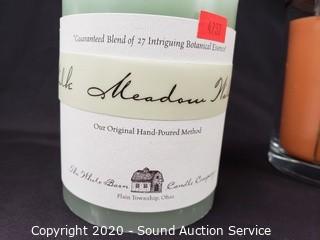 "Guaranteed Blend of 27 Intriguing Botanical Essences"
4757
Meadow
Our Original Hand-Poured Method
The White Barn Candle Company
Plain Township, Ohio
Copyright 2020 - Sound Auction Service